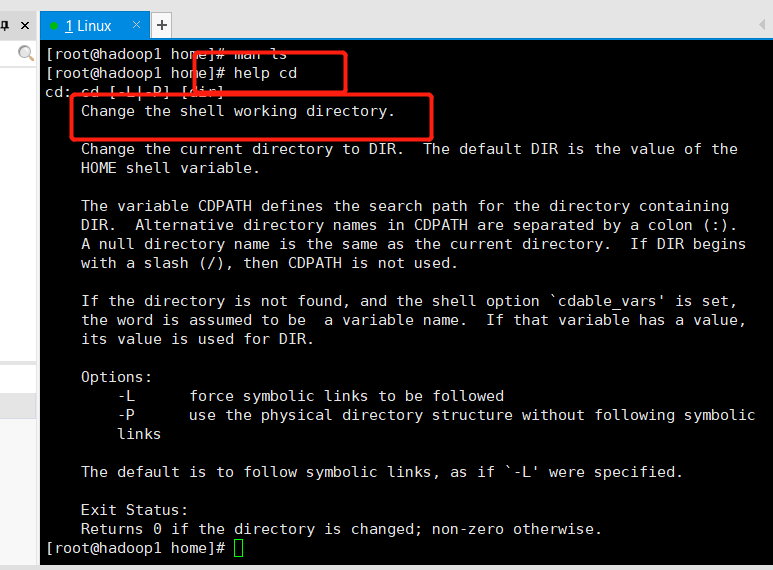 1 Linux × +
[root@hadoop1 home]# man ls
[root@hadoop1 home]# help cd
cd: cd [-L|-P] [dir]
Change the shell working directory.
Change the current directory to DIR.  The default DIR is the value of the
HOME shell variable.
The variable CDPATH defines the search path for the directory containing
DIR.  Alternative directory names in CDPATH are separated by a colon (:).
A null directory name is the same as the current directory.  If DIR begins
with a slash (/), then CDPATH is not used.
If the directory is not found, and the shell option `cdable_vars' is set,
the word is assumed to be  a variable name.  If that variable has a value,
its value is used for DIR.
Options:
-L      force symbolic links to be followed
-P      use the physical directory structure without following symbolic
links
The default is to follow symbolic links, as if `-L' were specified.
Exit Status:
Returns 0 if the directory is changed; non-zero otherwise.
[root@hadoop1 home]#